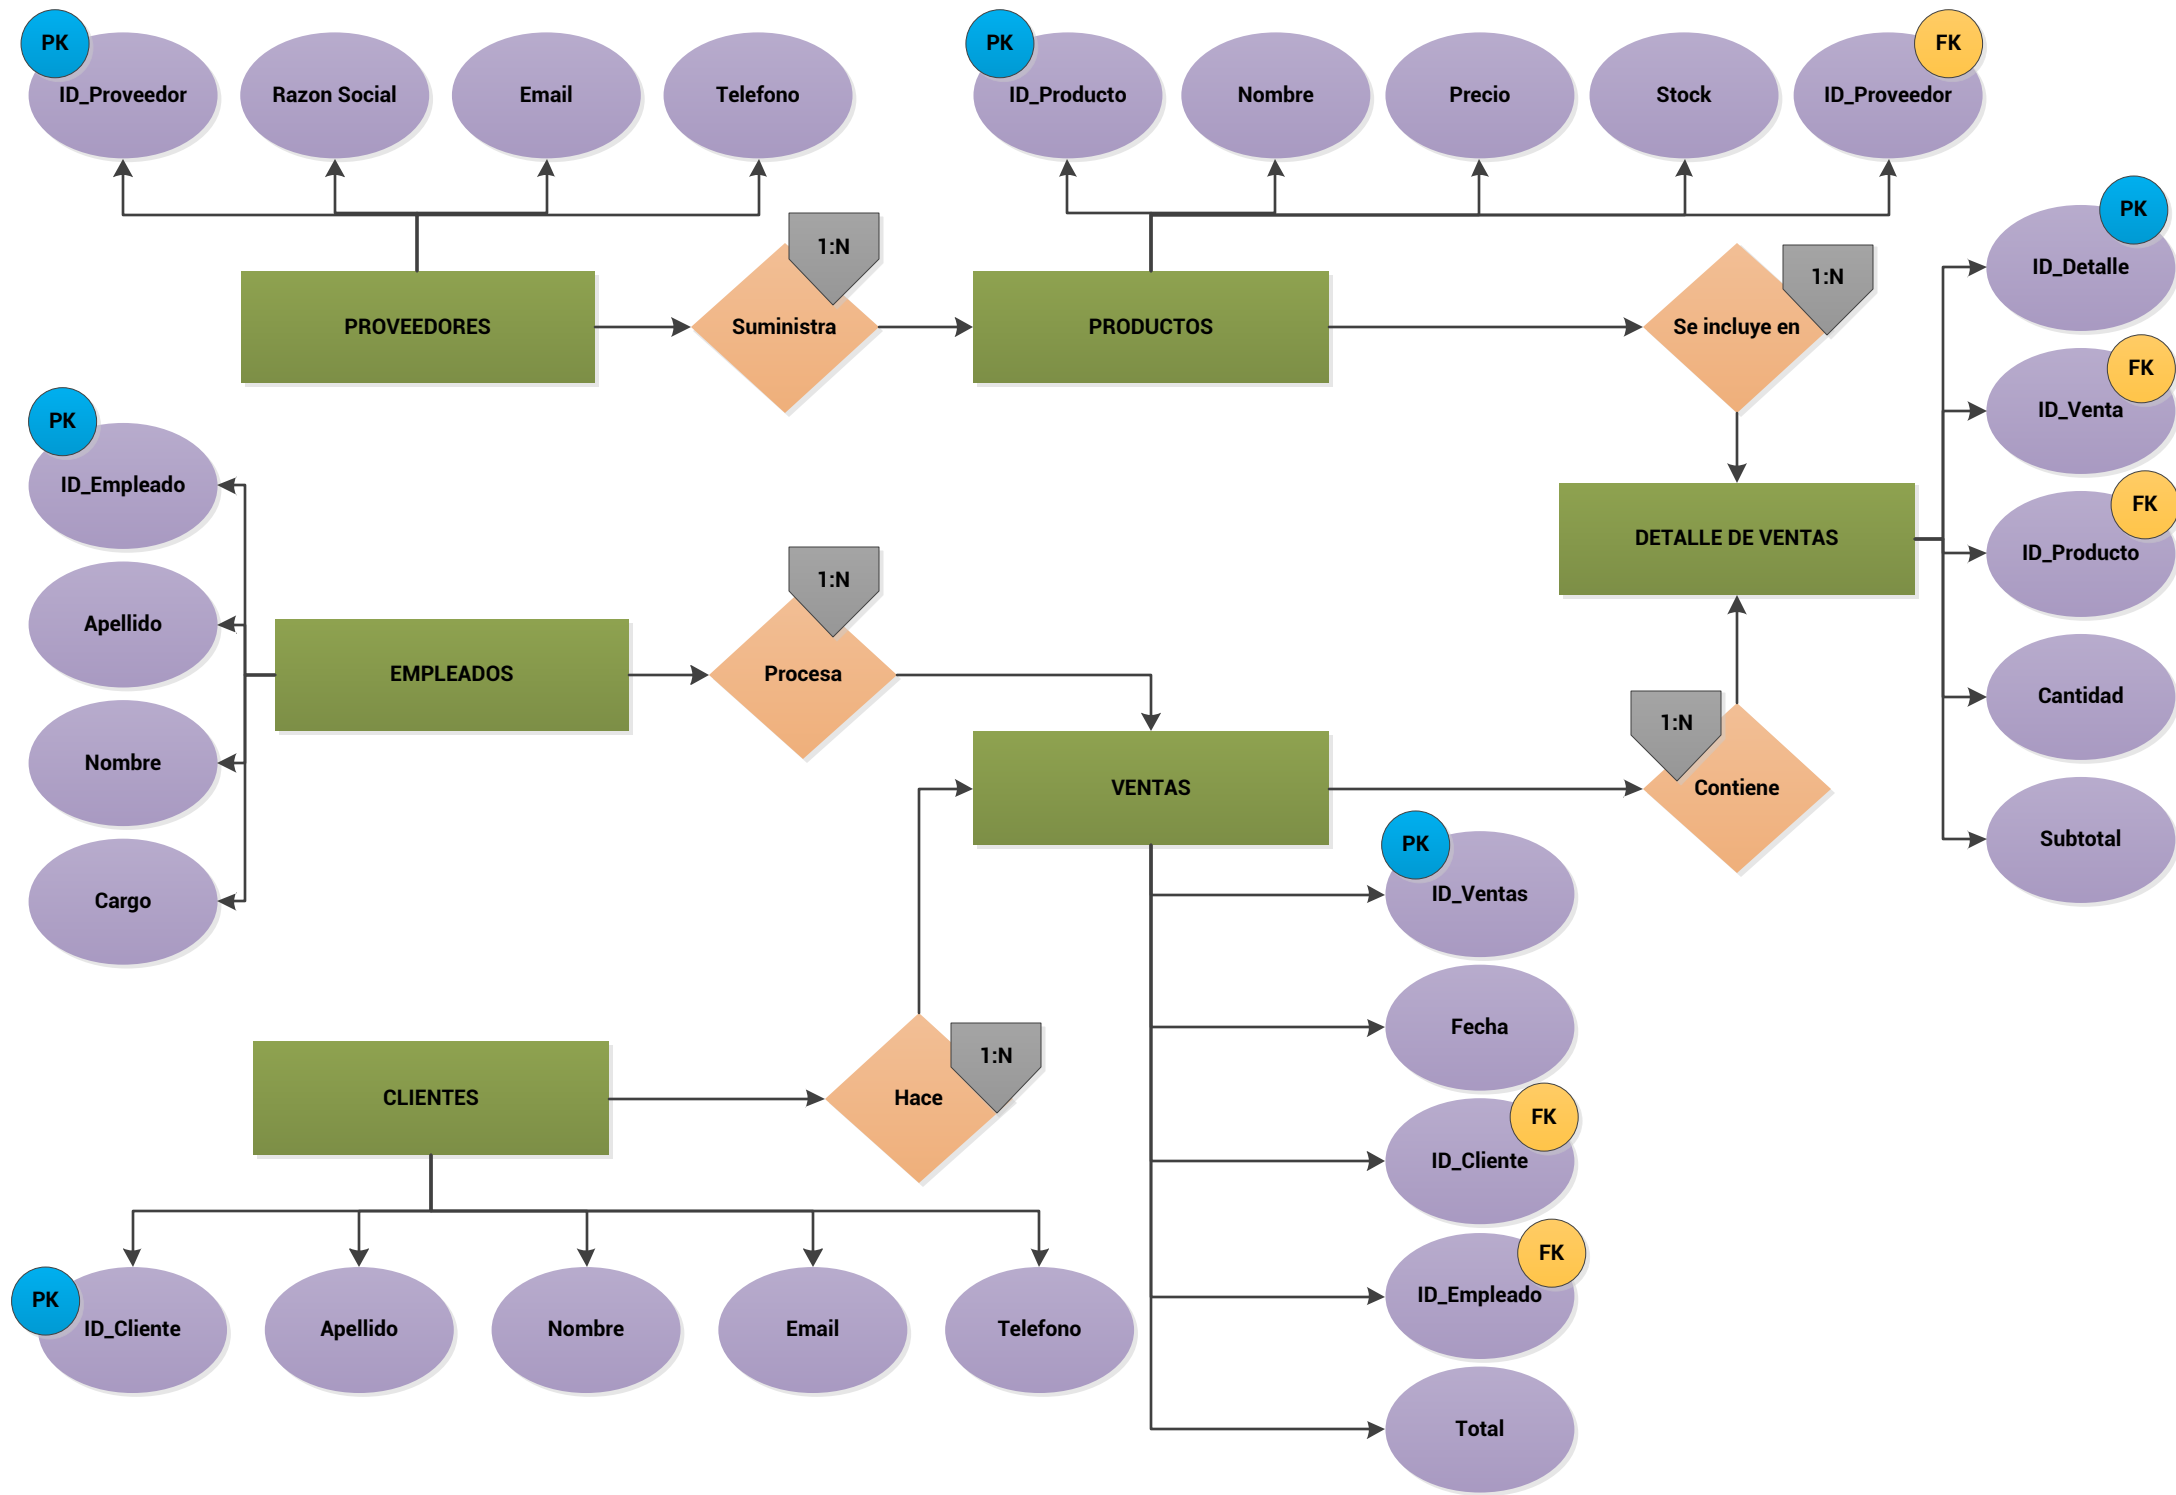 PK
ID_Proveedor
Razon Social
Email
Telefono
PK
ID_Producto
Nombre
Precio
Stock
FK
ID_Proveedor
PROVEEDORES
1:N
Suministra
PRODUCTOS
1:N
Se incluye en
PK
ID_Detalle
FK
ID_Venta
FK
ID_Producto
Cantidad
Subtotal
DETALLE DE VENTAS
PK
ID_Empleado
Apellido
Nombre
Cargo
EMPLEADOS
1:N
Procesa
VENTAS
1:N
Contiene
PK
ID_Ventas
Fecha
FK
ID_Cliente
FK
ID_Empleado
Total
CLIENTES
1:N
Hace
PK
ID_Cliente
Apellido
Nombre
Email
Telefono